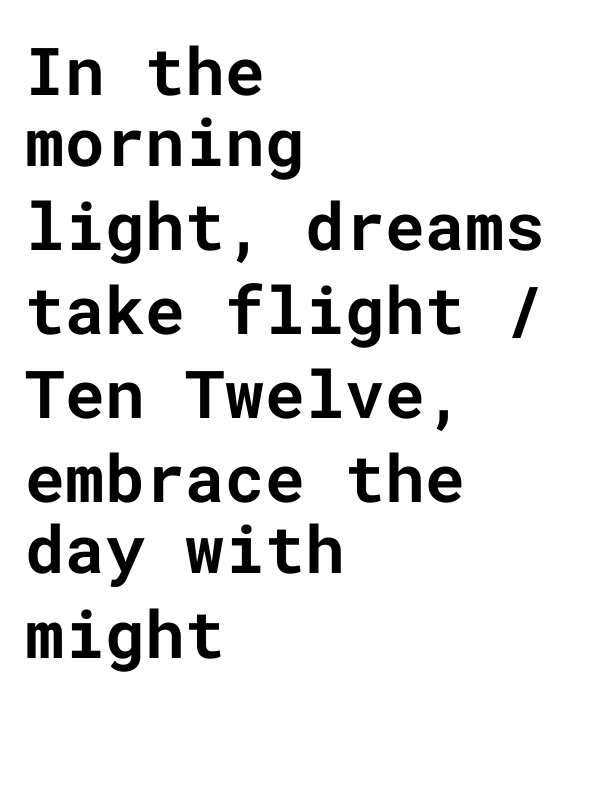 In the
morning
light, dreams
take flight /
Ten Twelve,
embrace the
day with
might